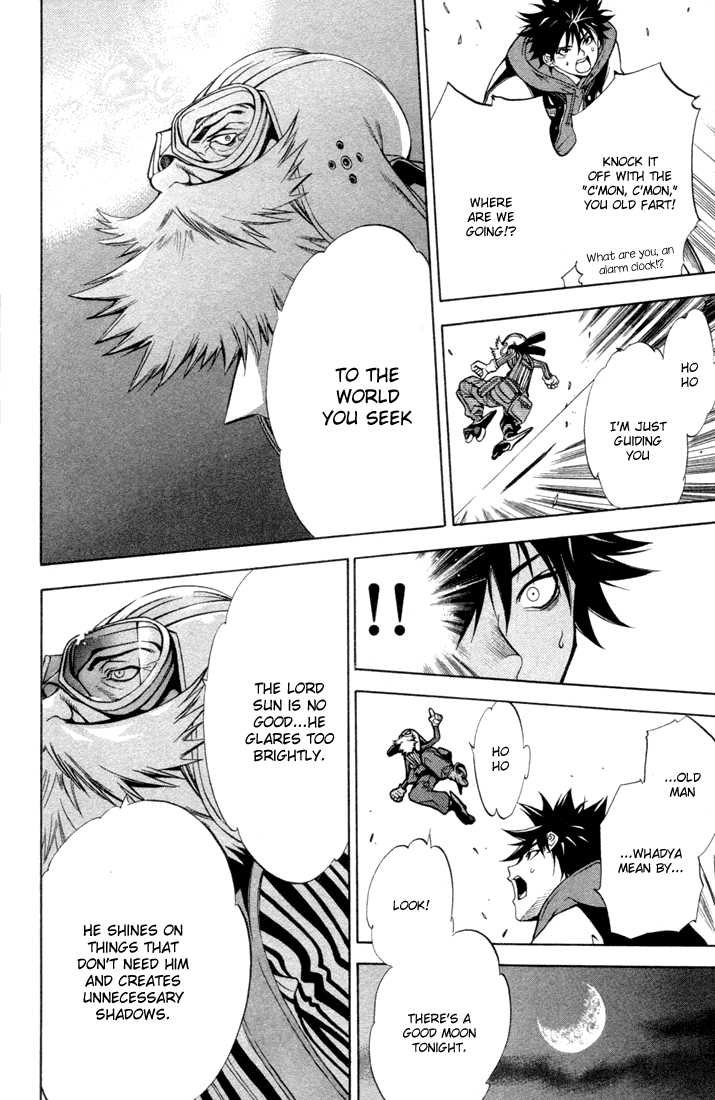 KNOCK IT
OFF WITH THE
"C'MON, C'MON,"
YOU OLD FART!
What are you, an
alarm clock!?
WHERE
ARE WE
GOING!?
HO
HO
I'M JUST
GUIDING
YOU
TO THE
WORLD
YOU SEEK
!!
...OLD
MAN
...WHADYA
MEAN BY...
HO
HO
LOOK!
THERE'S A
GOOD MOON
TONIGHT.
THE LORD
SUN IS NO
GOOD...HE
GLARES TOO
BRIGHTLY.
HE SHINES ON
THINGS THAT
DON'T NEED HIM
AND CREATES
UNNECESSARY
SHADOWS.